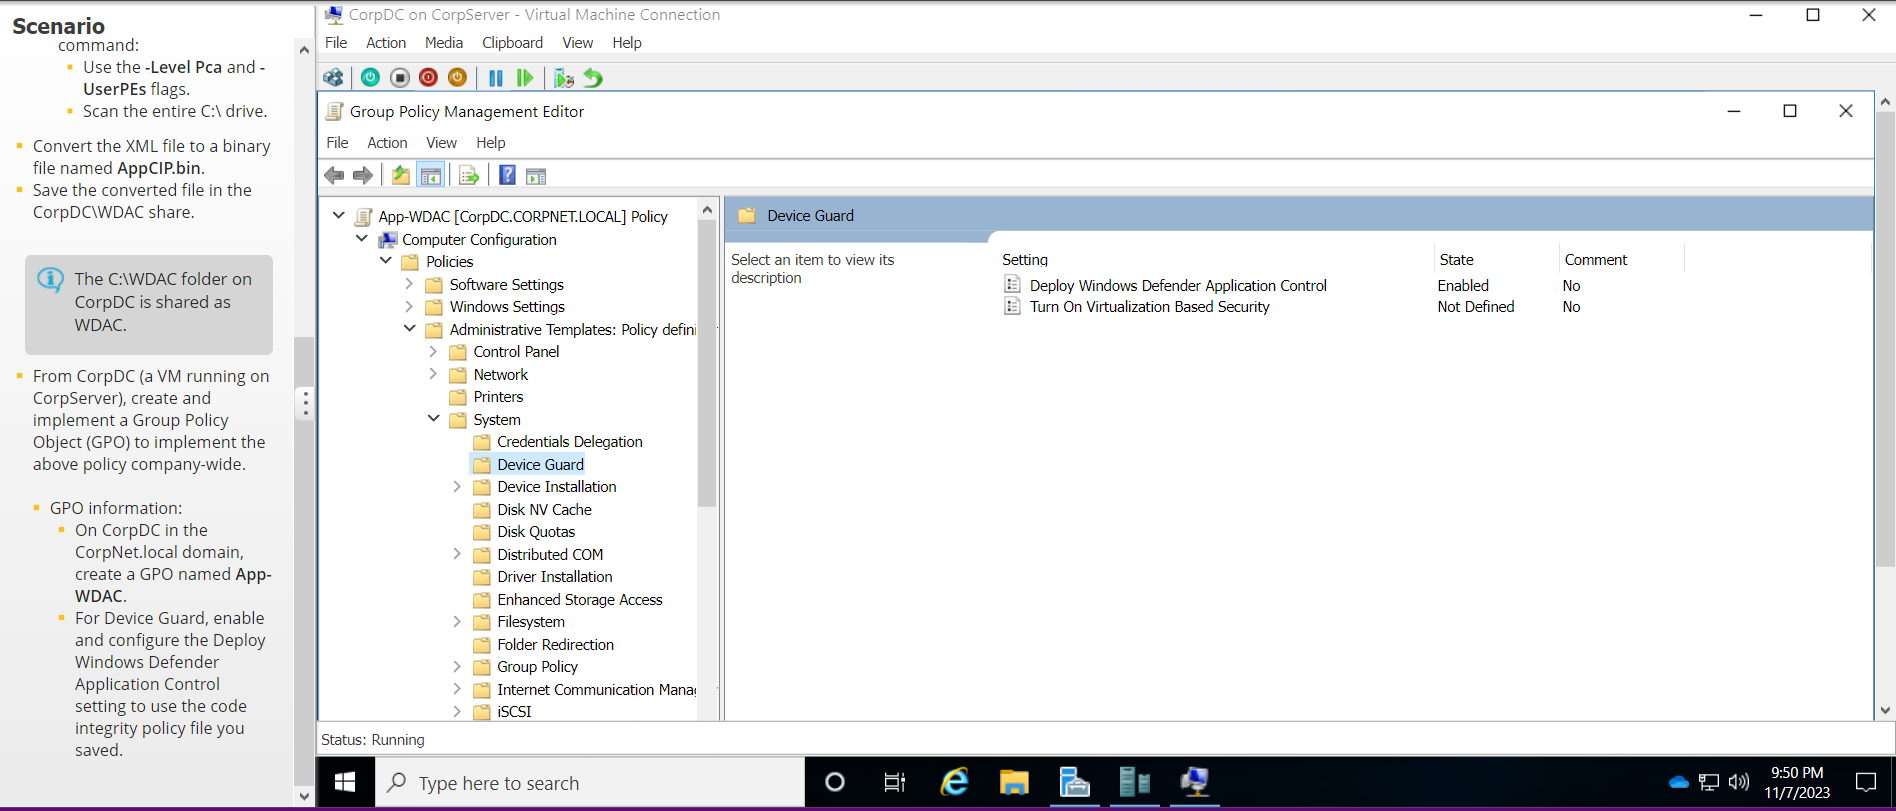 Scenario
command:
Use the -Level Pca and -
UserPEs flags.
Scan the entire C:\ drive.
Convert the XML file to a binary
file named AppCIP.bin.
Save the converted file in the
CorpDC\WDAC share.
The C:\WDAC folder on
CorpDC is shared as
WDAC.
From CorpDC (a VM running on
CorpServer), create and
implement a Group Policy
Object (GPO) to implement the
above policy company-wide.
GPO information:
On CorpDC in the
CorpNet.local domain,
create a GPO named App-
WDAC.
For Device Guard, enable
and configure the Deploy
Windows Defender
Application Control
setting to use the code
integrity policy file you
saved.
CorpDC on CorpServer - Virtual Machine Connection
File Action Media Clipboard View Help
Group Policy Management Editor
File Action View Help
App-WDAC [CorpDC.CORPNET.LOCAL] Policy
Computer Configuration
Policies
Software Settings
Windows Settings
Administrative Templates: Policy defini
Control Panel
Network
Printers
System
Credentials Delegation
Device Guard
Device Installation
Disk NV Cache
Disk Quotas
Distributed COM
Driver Installation
Enhanced Storage Access
Filesystem
Folder Redirection
Group Policy
Internet Communication Mana
iSCSI
Device Guard
Select an item to view its
description
Setting State Comment
Deploy Windows Defender Application Control Enabled No
Turn On Virtualization Based Security Not Defined No
Status: Running
Type here to search
9:50 PM
11/7/2023